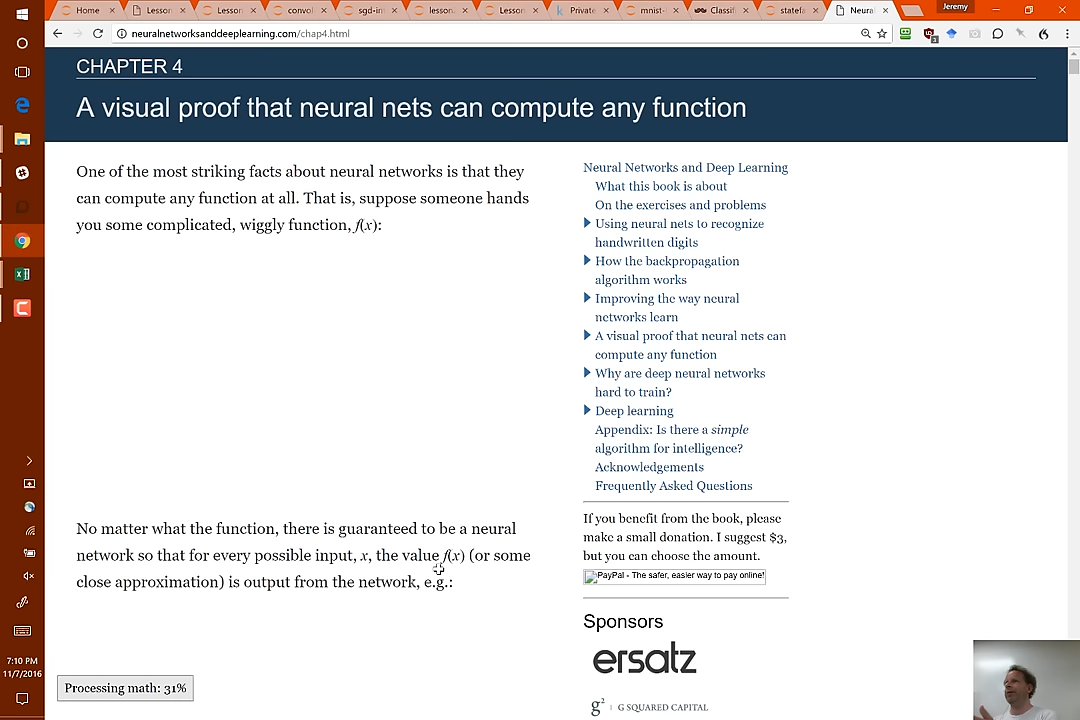 Home
Lesson
Lesson
convol
sgd-in
lesson.
Lesson
Private
mnist-
Classif
statefa
Neural
Jeremy
neuralnetworksanddeeplearning.com/chap4.html
CHAPTER 4
A visual proof that neural nets can compute any function
One of the most striking facts about neural networks is that they
can compute any function at all. That is, suppose someone hands
you some complicated, wiggly function, f(x):
No matter what the function, there is guaranteed to be a neural
network so that for every possible input, x, the value f(x) (or some
close approximation) is output from the network, e.g.:
Neural Networks and Deep Learning
What this book is about
On the exercises and problems
Using neural nets to recognize
handwritten digits
How the backpropagation
algorithm works
Improving the way neural
networks learn
A visual proof that neural nets can
compute any function
Why are deep neural networks
hard to train?
Deep learning
Appendix: Is there a simple
algorithm for intelligence?
Acknowledgements
Frequently Asked Questions
If you benefit from the book, please
make a small donation. I suggest $3,
but you can choose the amount.
PayPal - The safer, easier way to pay online!
Sponsors
ersatz
g² | G SQUARED CAPITAL
Processing math: 31%
7:10 PM
11/7/2016